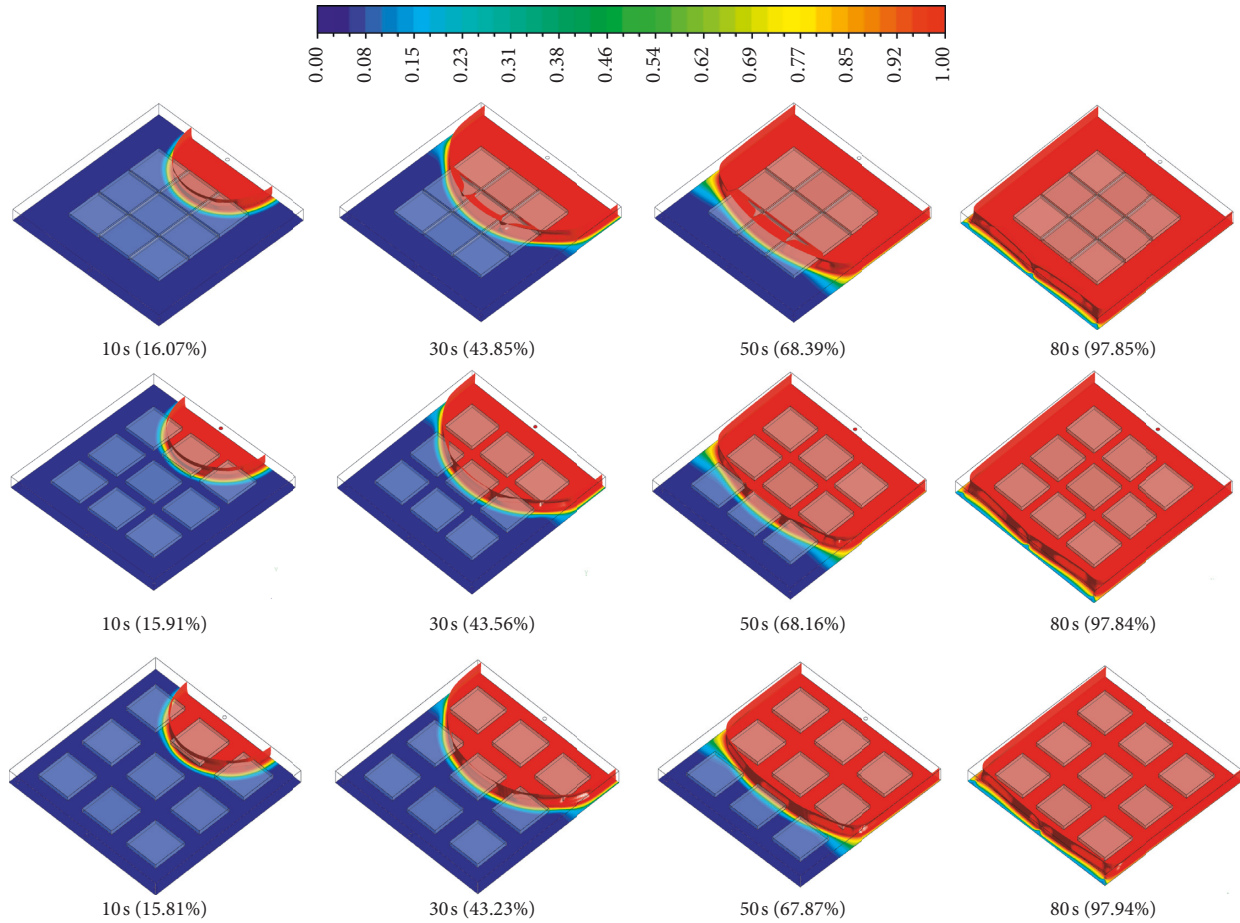 0.00 0.08 0.15 0.23 0.31 0.38 0.46 0.54 0.62 0.69 0.77 0.85 0.92 1.00
10 s (16.07%) 30 s (43.85%) 50 s (68.39%) 80 s (97.85%)
10 s (15.91%) 30 s (43.56%) 50 s (68.16%) 80 s (97.84%)
10 s (15.81%) 30 s (43.23%) 50 s (67.87%) 80 s (97.94%)